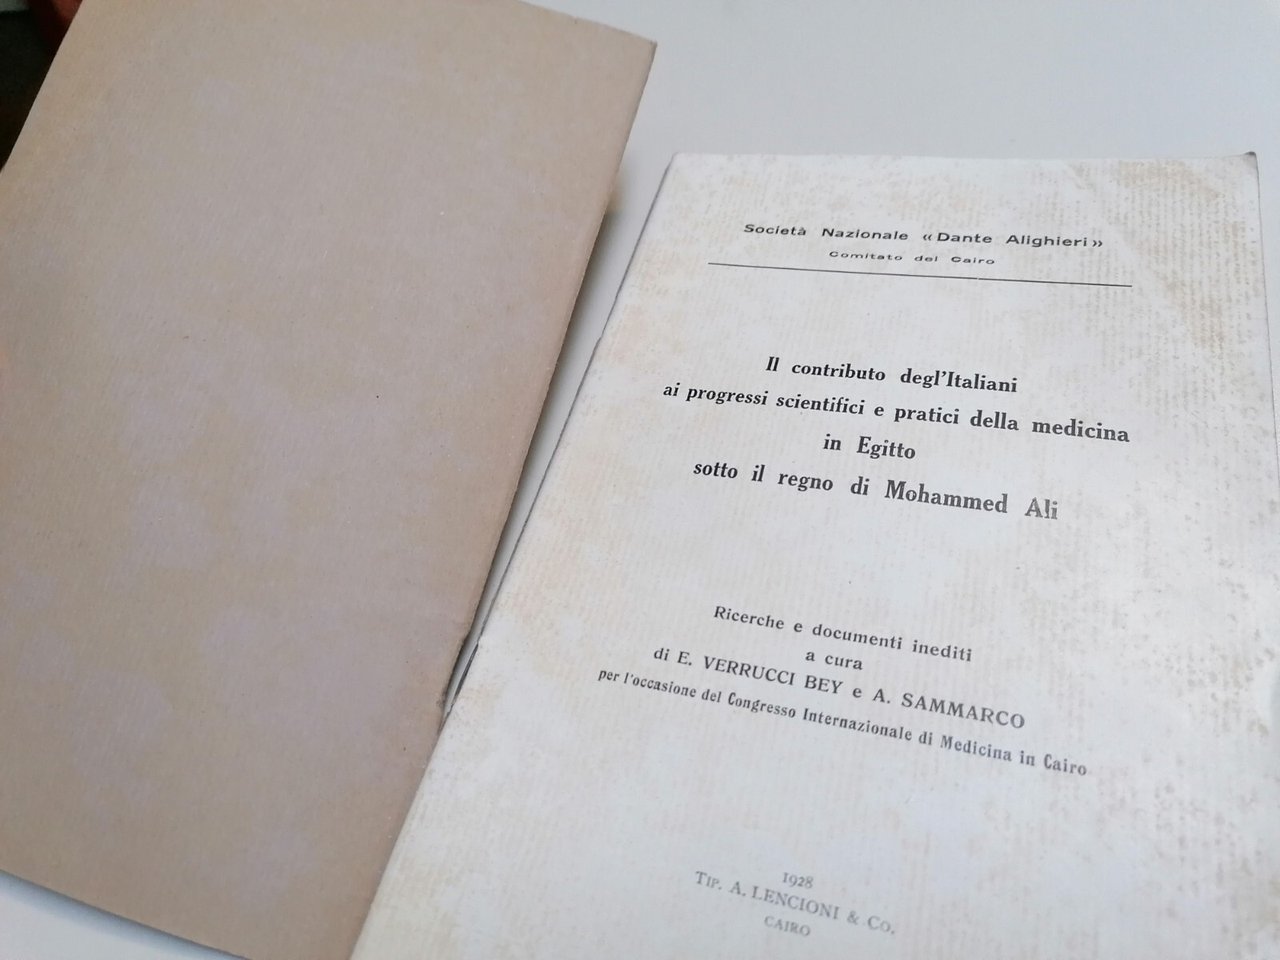 Società Nazionale «Dante Alighieri»
Comitato del Cairo
Il contributo degl'Italiani
ai progressi scientifici e pratici della medicina
in Egitto
sotto il regno di Mohammed Ali
Ricerche e documenti inediti
a cura
di E. VERRUCCI BEY e A. SAMMARCO
per l'occasione del Congresso Internazionale di Medicina in Cairo
1928
TIP. A. LENCIONI & CO.
CAIRO